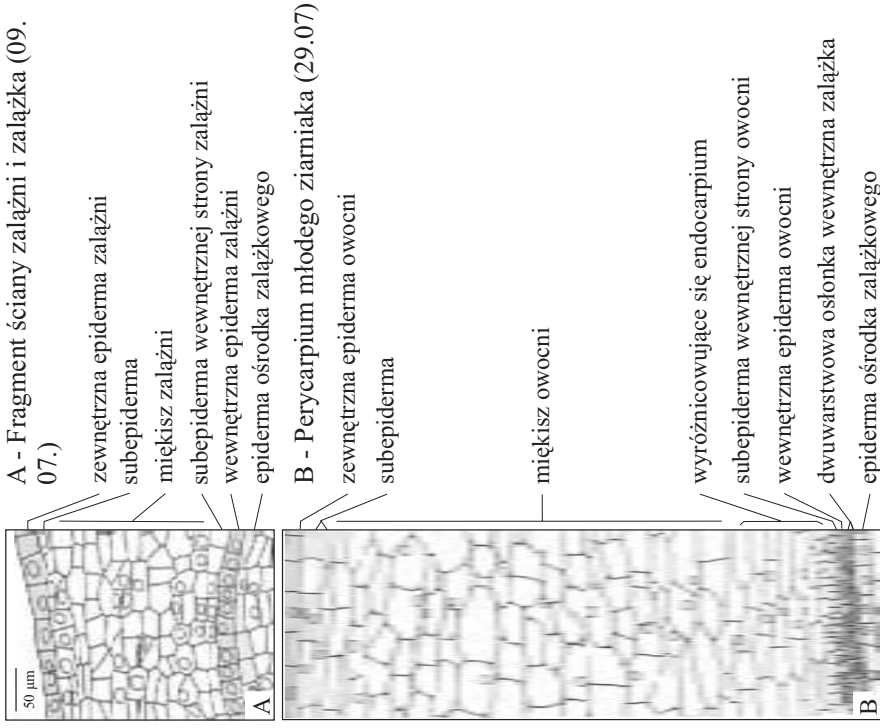 A - Fragment ściany zalążni i zalążka (09.
07.)
zewnętrzna epiderma zalążni
subepiderma
miękisz zalążni
subepiderma wewnętrznej strony zalążni
wewnętrzna epiderma zalążni
epiderma ośrodka zalążkowego
50 μm
A
B - Perycarpium młodego ziarniaka (29.07)
zewnętrzna epiderma owocni
subepiderma
miękisz owocni
wyróżnicowujące się endocarpium
subepiderma wewnętrznej strony owocni
wewnętrzna epiderma owocni
dwuwarstwowa osłonka wewnętrzna zalążka
epiderma ośrodka zalążkowego
B